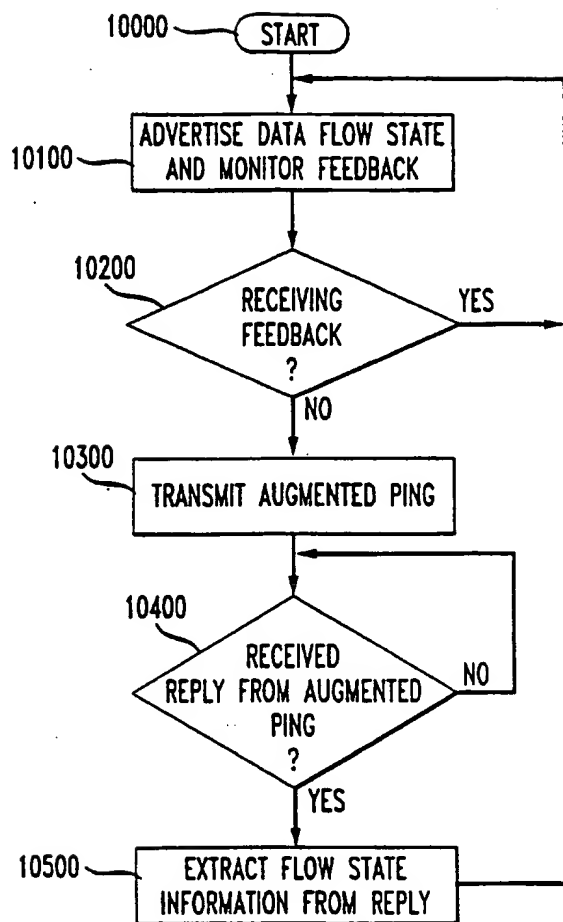 10000
START
10100
ADVERTISE DATA FLOW STATE
AND MONITOR FEEDBACK
10200
RECEIVING
FEEDBACK
?
YES
NO
10300
TRANSMIT AUGMENTED PING
10400
RECEIVED
REPLY FROM AUGMENTED
PING
?
NO
YES
10500
EXTRACT FLOW STATE
INFORMATION FROM REPLY